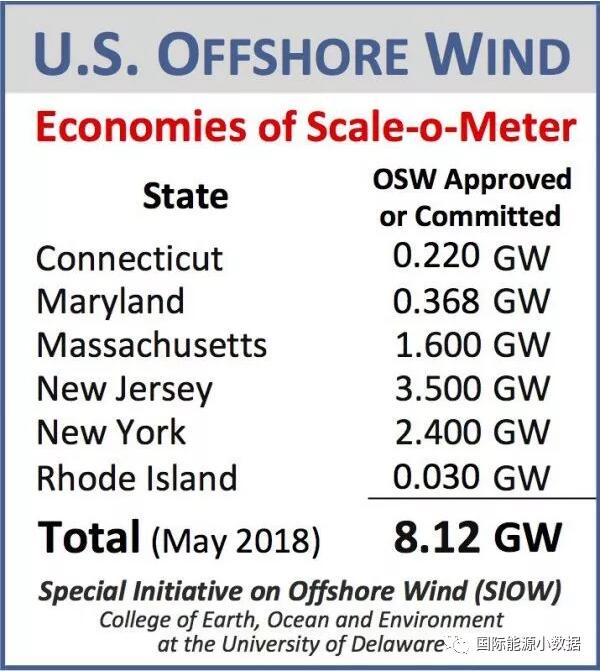 U.S. OFFSHORE WIND
Economies of Scale-o-Meter
State
OSW Approved
or Committed
Connecticut 0.220 GW
Maryland 0.368 GW
Massachusetts 1.600 GW
New Jersey 3.500 GW
New York 2.400 GW
Rhode Island 0.030 GW
Total (May 2018) 8.12 GW
Special Initiative on Offshore Wind (SIOW)
College of Earth, Ocean and Environment
at the University of Delaware
国际能源小数据